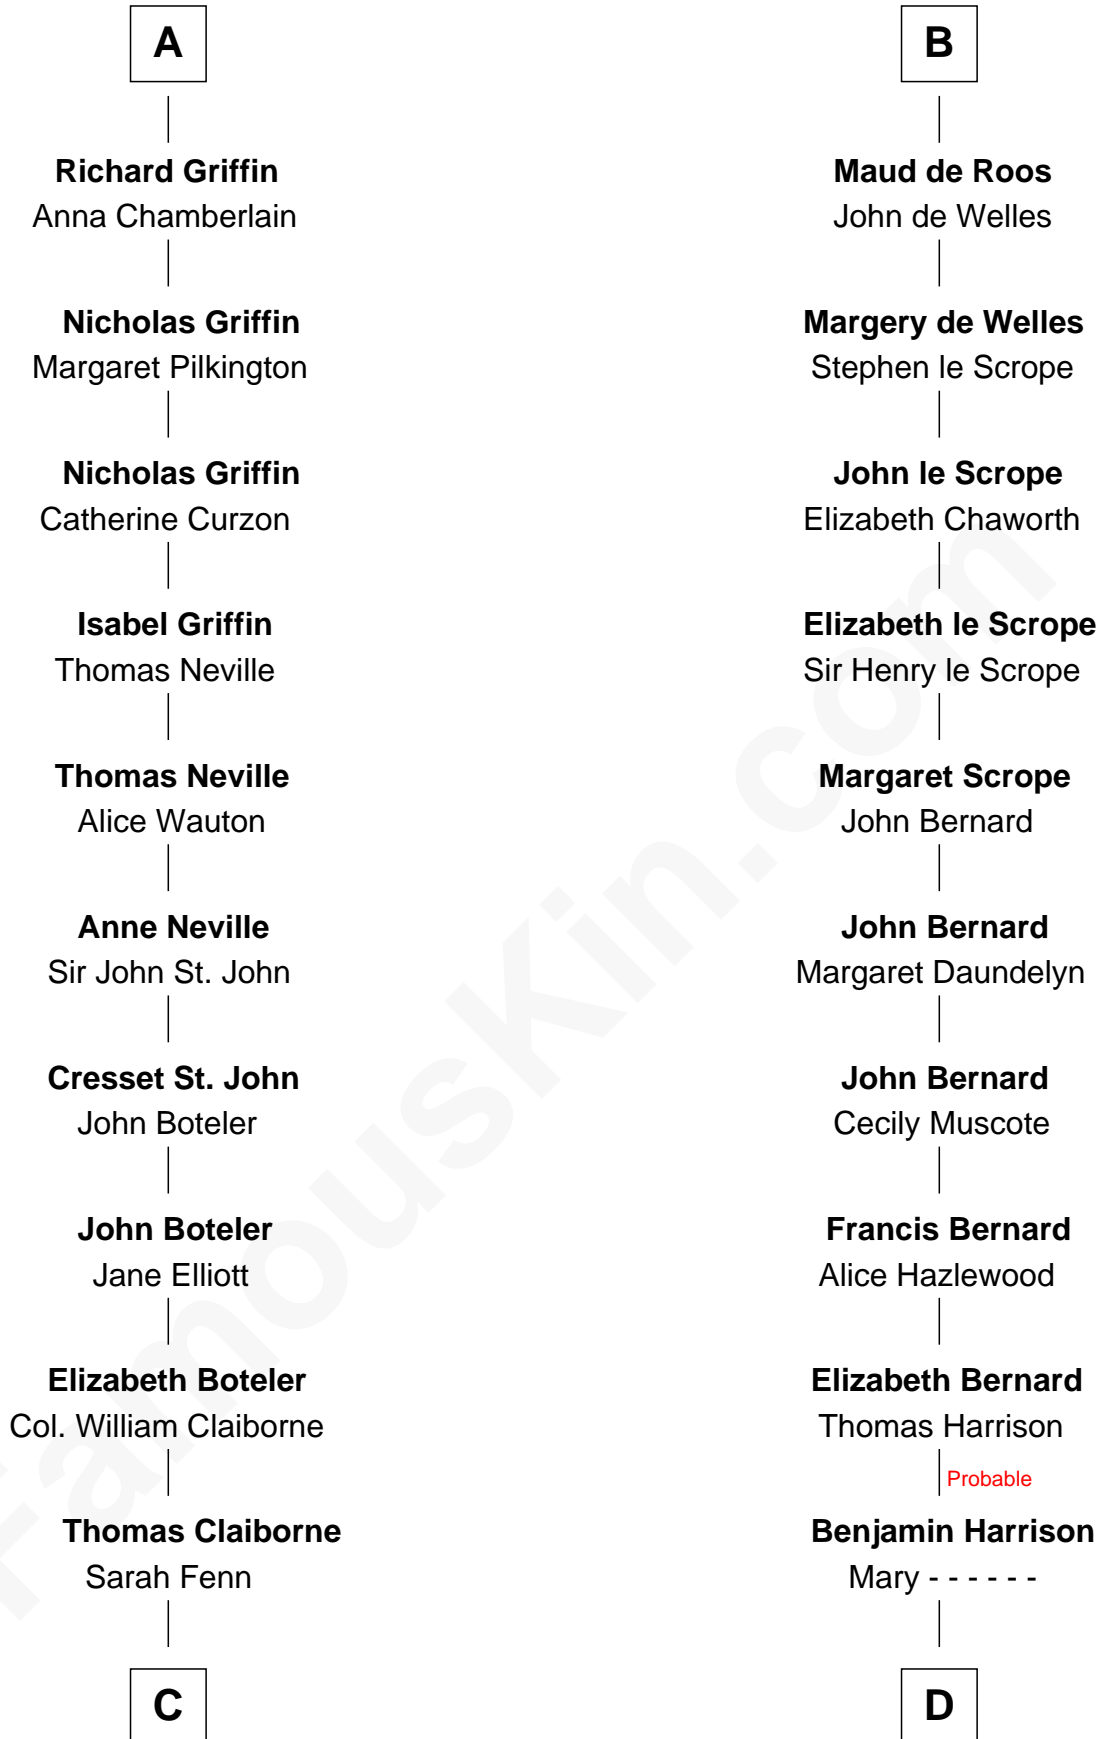 A
Richard Griffin
Anna Chamberlain
Nicholas Griffin
Margaret Pilkington
Nicholas Griffin
Catherine Curzon
Isabel Griffin
Thomas Neville
Thomas Neville
Alice Wauton
Anne Neville
Sir John St. John
Cresset St. John
John Boteler
John Boteler
Jane Elliott
Elizabeth Boteler
Col. William Claiborne
Thomas Claiborne
Sarah Fenn
C
B
Maud de Roos
John de Welles
Margery de Welles
Stephen le Scrope
John le Scrope
Elizabeth Chaworth
Elizabeth le Scrope
Sir Henry le Scrope
Margaret Scrope
John Bernard
John Bernard
Margaret Daundelyn
John Bernard
Cecily Muscote
Francis Bernard
Alice Hazlewood
Elizabeth Bernard
Thomas Harrison
Probable
Benjamin Harrison
Mary - - - - - -
D
FamousKin.com